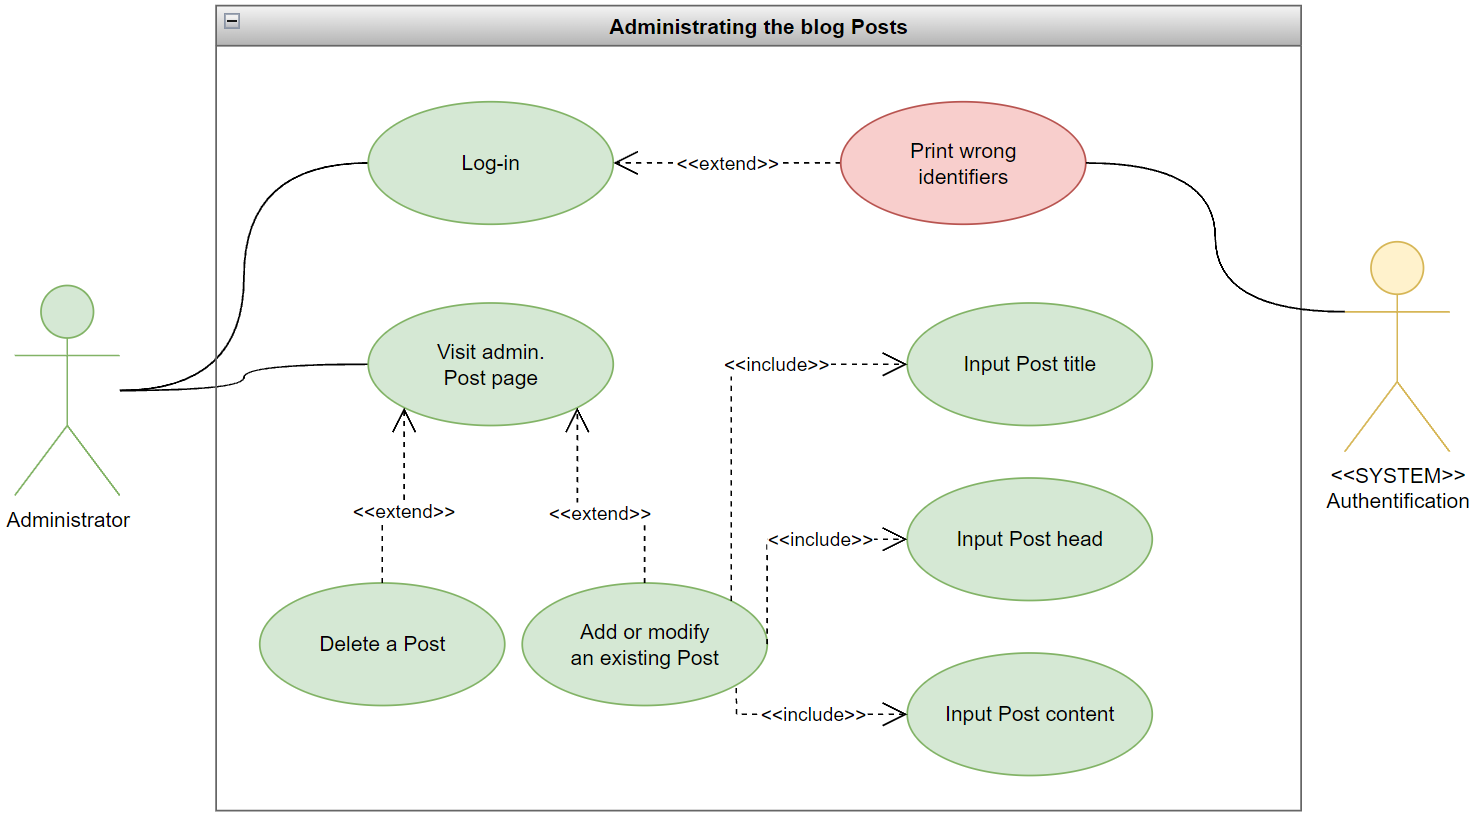 Administrating the blog Posts
Log-in
<<extend>>
Print wrong
identifiers
Visit admin.
Post page
<<include>>
Input Post title
<<SYSTEM>>
Authentification
Administrator
<<extend>>
<<extend>>
<<include>>
Input Post head
Delete a Post
Add or modify
an existing Post
<<include>>
Input Post content